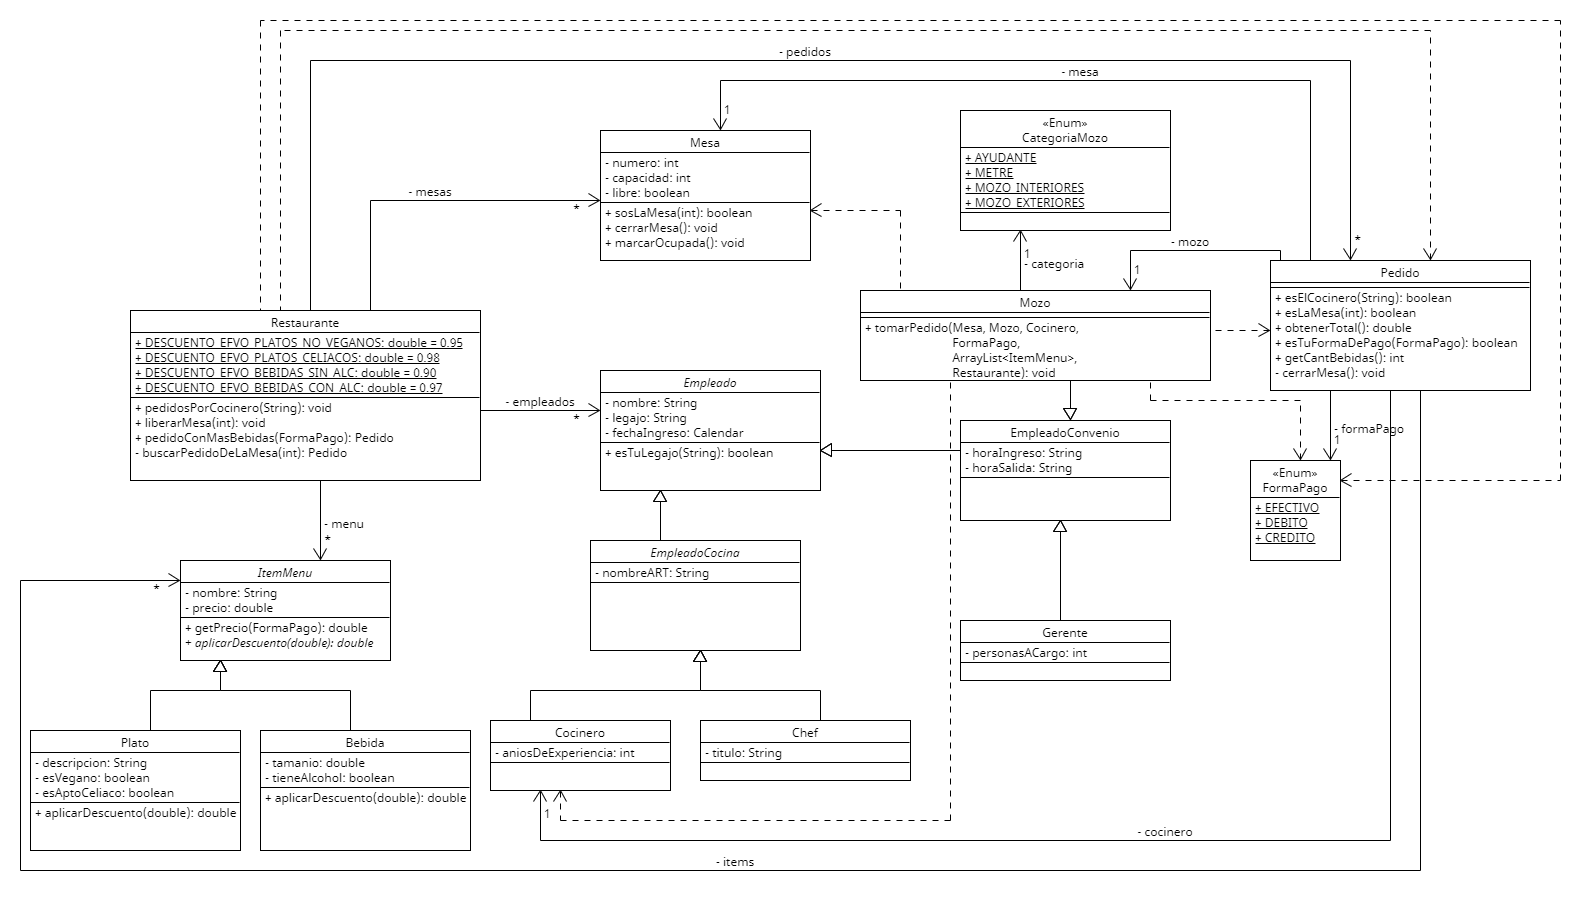 - pedidos
- mesa
1
Mesa
- numero: int
- capacidad: int
- libre: boolean
+ sosLaMesa(int): boolean
+ cerrarMesa(): void
+ marcarOcupada(): void
- mesas
*
«Enum»
CategoriaMozo
+ AYUDANTE
+ METRE
+ MOZO_INTERIORES
+ MOZO_EXTERIORES
1
- categoria
- mozo
1
*
Pedido
+ esElCocinero(String): boolean
+ esLaMesa(int): boolean
+ obtenerTotal(): double
+ esTuFormaDePago(FormaPago): boolean
+ getCantBebidas(): int
- cerrarMesa(): void
Mozo
+ tomarPedido(Mesa, Mozo, Cocinero,
FormaPago,
ArrayList<ItemMenu>,
Restaurante): void
Restaurante
+ DESCUENTO_EFVO_PLATOS_NO_VEGANOS: double = 0.95
+ DESCUENTO_EFVO_PLATOS_CELIACOS: double = 0.98
+ DESCUENTO_EFVO_BEBIDAS_SIN_ALC: double = 0.90
+ DESCUENTO_EFVO_BEBIDAS_CON_ALC: double = 0.97
+ pedidosPorCocinero(String): void
+ liberarMesa(int): void
+ pedidoConMasBebidas(FormaPago): Pedido
- buscarPedidoDeLaMesa(int): Pedido
- empleados
*
Empleado
- nombre: String
- legajo: String
- fechaIngreso: Calendar
+ esTuLegajo(String): boolean
EmpleadoConvenio
- horaIngreso: String
- horaSalida: String
- formaPago
1
«Enum»
FormaPago
+ EFECTIVO
+ DEBITO
+ CREDITO
- menu
*
ItemMenu
- nombre: String
- precio: double
+ getPrecio(FormaPago): double
+ aplicarDescuento(double): double
*
EmpleadoCocina
- nombreART: String
Gerente
- personasACargo: int
Plato
- descripcion: String
- esVegano: boolean
- esAptoCeliaco: boolean
+ aplicarDescuento(double): double
Bebida
- tamanio: double
- tieneAlcohol: boolean
+ aplicarDescuento(double): double
Cocinero
- aniosDeExperiencia: int
Chef
- titulo: String
1
- cocinero
- items